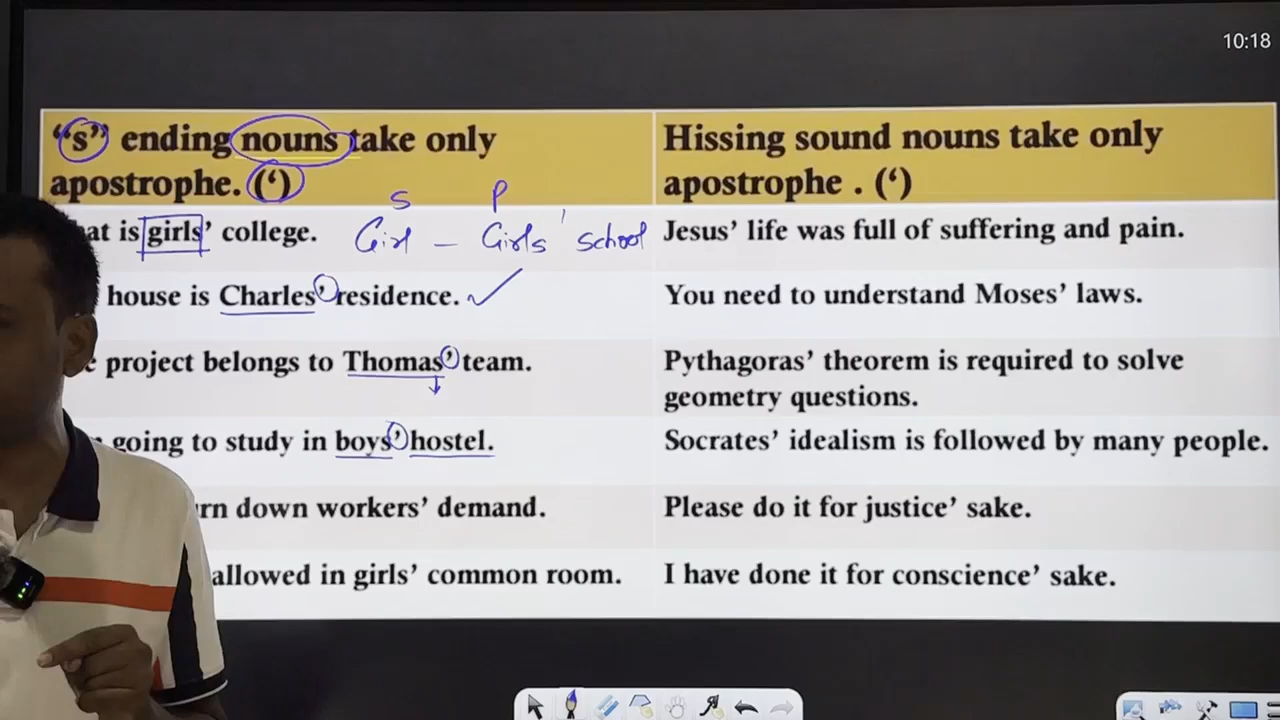 10:18
“s” ending nouns take only
apostrophe. (‘)
Hissing sound nouns take only
apostrophe . (‘)
S P
at is girls’ college. Girl – Girls' school
Jesus’ life was full of suffering and pain.
house is Charles’ residence.
You need to understand Moses’ laws.
project belongs to Thomas’ team.
Pythagoras’ theorem is required to solve
geometry questions.
going to study in boys’ hostel.
Socrates’ idealism is followed by many people.
rn down workers’ demand.
Please do it for justice’ sake.
allowed in girls’ common room.
I have done it for conscience’ sake.